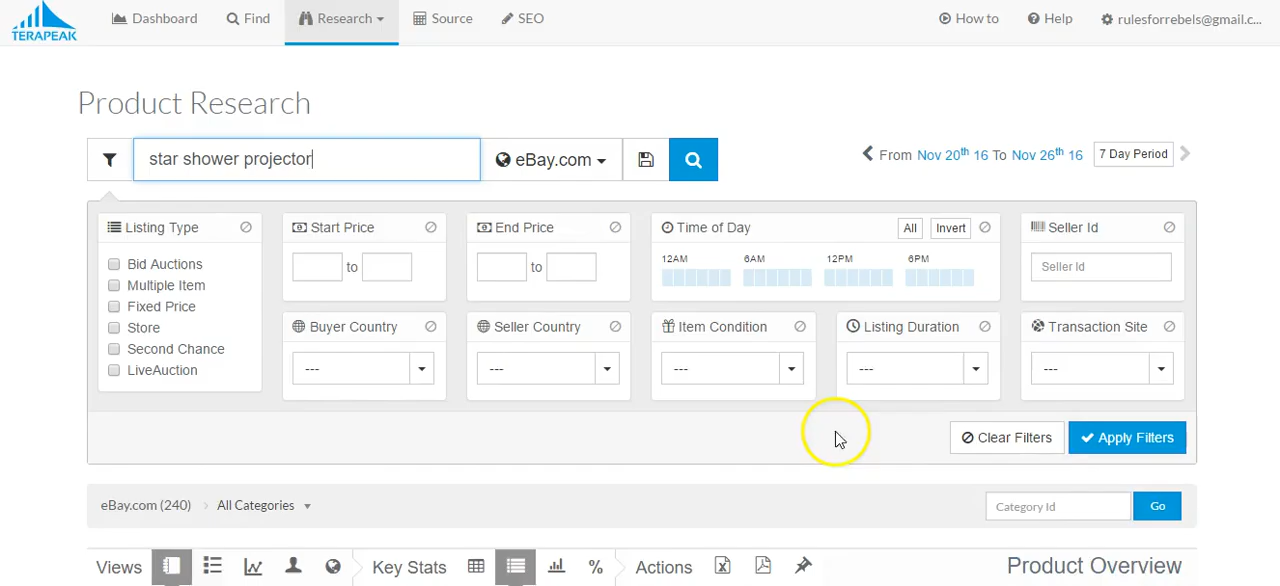 TERAPEAK
Dashboard Find Research Source SEO How to Help rulesforrebels@gmail.c...
Product Research
star shower projector eBay.com From Nov 20th 16 To Nov 26th 16 7 Day Period
Listing Type Start Price End Price Time of Day All Invert Seller Id
Bid Auctions
Multiple Item
Fixed Price
Store
Second Chance
LiveAuction
to to
12AM 6AM 12PM 6PM
Seller Id
Buyer Country Seller Country Item Condition Listing Duration Transaction Site
--- --- --- --- ---
Clear Filters Apply Filters
eBay.com (240) All Categories Category Id Go
Views Key Stats % Actions Product Overview